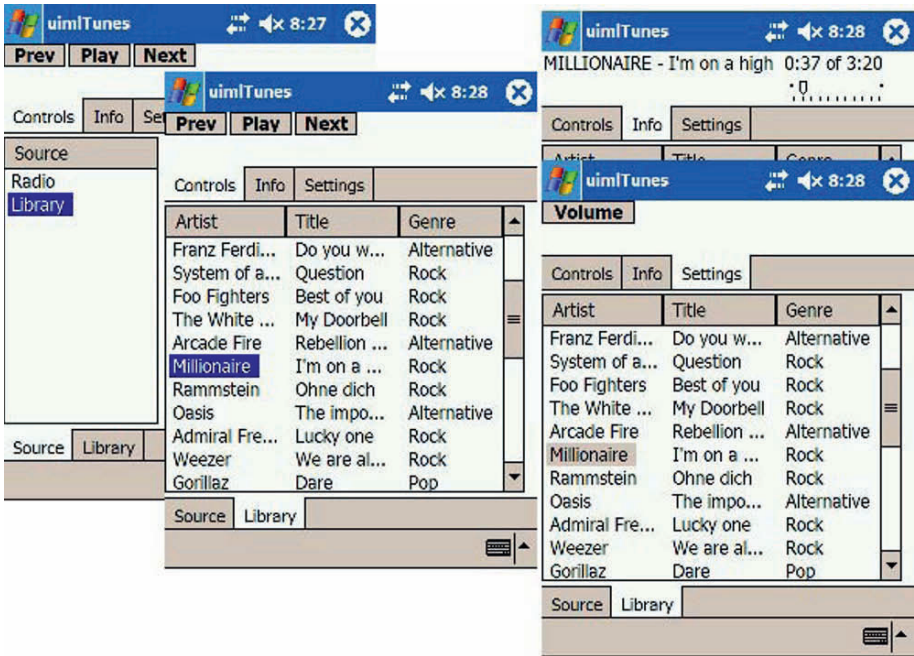 uimlTunes 8:27
Prev Play Next
Controls Info Se
Source
Radio
Library
Source Library
uimlTunes 8:28
Prev Play Next
Controls Info Settings
Artist Title Genre
Franz Ferdi... Do you w... Alternative
System of a... Question Rock
Foo Fighters Best of you Rock
The White ... My Doorbell Rock
Arcade Fire Rebellion ... Alternative
Millionaire I'm on a ... Rock
Rammstein Ohne dich Rock
Oasis The impo... Alternative
Admiral Fre... Lucky one Rock
Weezer We are al... Rock
Gorillaz Dare Pop
Source Library
uimlTunes 8:28
MILLIONAIRE - I'm on a high 0:37 of 3:20
Controls Info Settings
Artist Title Genre
uimlTunes 8:28
Volume
Controls Info Settings
Artist Title Genre
Franz Ferdi... Do you w... Alternative
System of a... Question Rock
Foo Fighters Best of you Rock
The White ... My Doorbell Rock
Arcade Fire Rebellion ... Alternative
Millionaire I'm on a ... Rock
Rammstein Ohne dich Rock
Oasis The impo... Alternative
Admiral Fre... Lucky one Rock
Weezer We are al... Rock
Gorillaz Dare Pop
Source Library